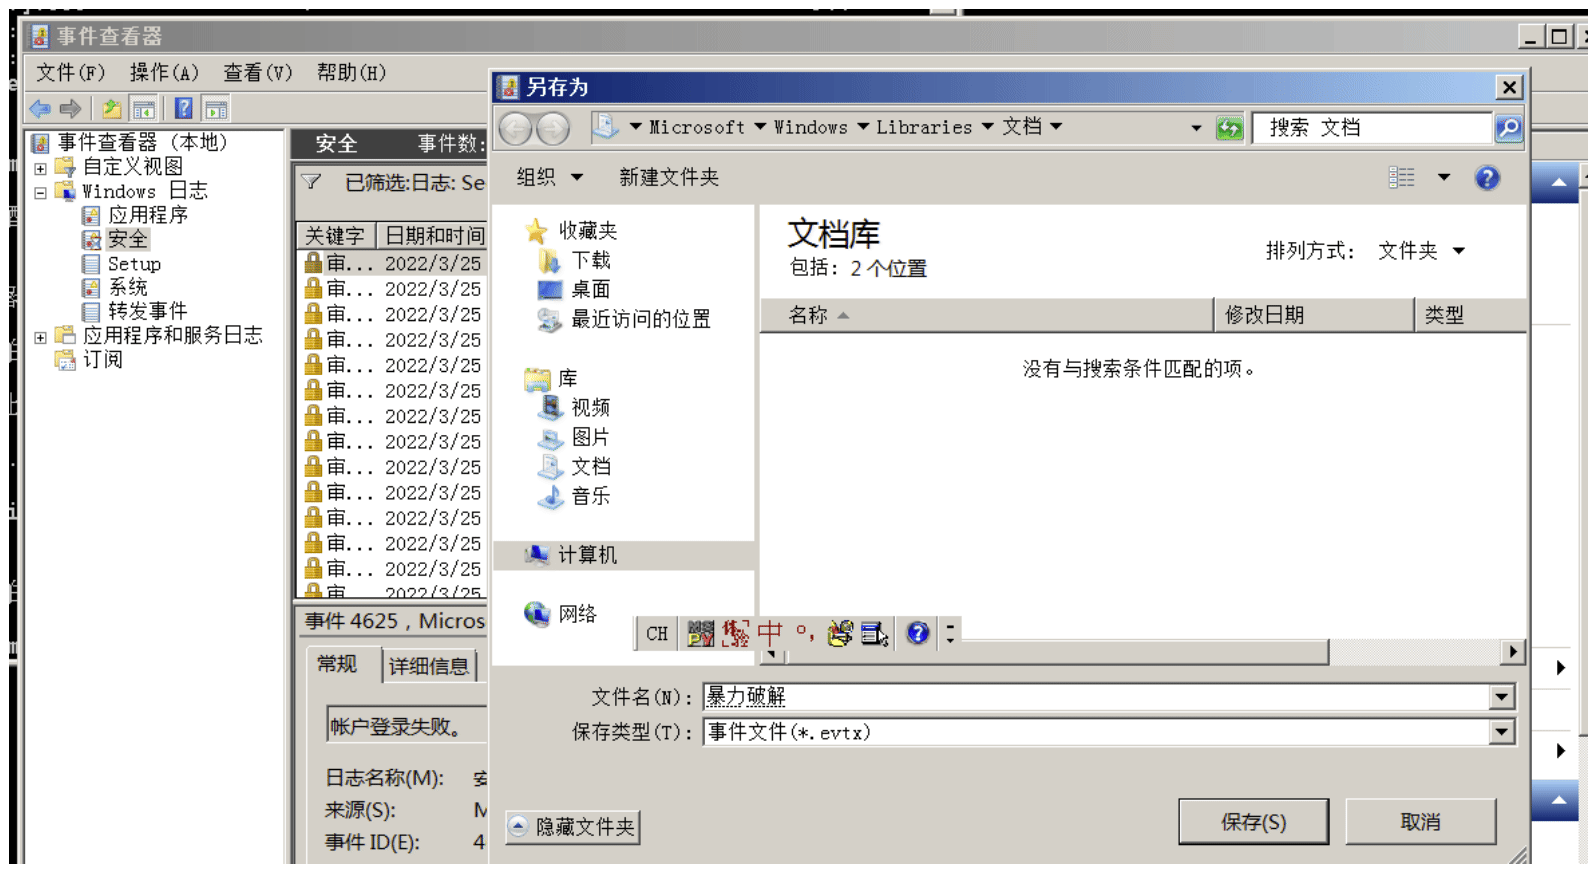 事件查看器
文件(F) 操作(A) 查看(V) 帮助(H)
事件查看器 (本地)
自定义视图
Windows 日志
应用程序
安全
Setup
系统
转发事件
应用程序和服务日志
订阅
安全 事件数:
已筛选:日志: Se
关键字 日期和时间
审... 2022/3/25
审... 2022/3/25
审... 2022/3/25
审... 2022/3/25
审... 2022/3/25
审... 2022/3/25
审... 2022/3/25
审... 2022/3/25
审... 2022/3/25
审... 2022/3/25
审... 2022/3/25
审... 2022/3/25
审... 2022/3/25
审... 2022/3/25
事件 4625，Micros
常规 详细信息
帐户登录失败。
日志名称(M): 安
来源(S): M
事件 ID(E): 4
另存为
Microsoft Windows Libraries 文档
搜索 文档
组织 新建文件夹
收藏夹
下载
桌面
最近访问的位置
库
视频
图片
文档
音乐
计算机
网络
文档库
包括: 2 个位置
排列方式: 文件夹
名称 修改日期 类型
没有与搜索条件匹配的项。
CH 中 °,
文件名(N): 暴力破解
保存类型(T): 事件文件(*.evtx)
隐藏文件夹
保存(S) 取消